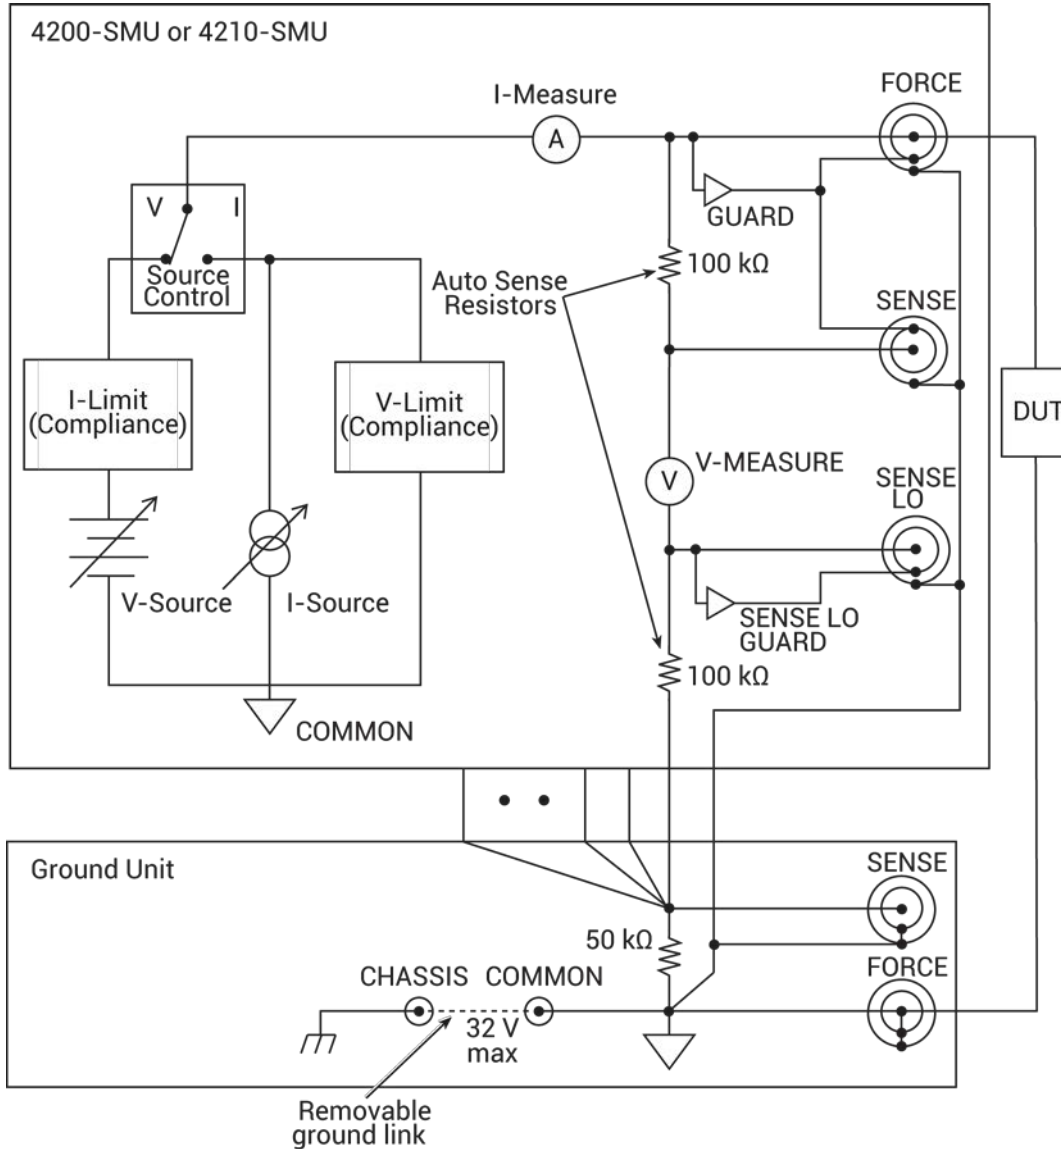 4200-SMU or 4210-SMU
I-Measure
A
FORCE
V
I
Source
Control
GUARD
100 kΩ
Auto Sense
Resistors
SENSE
I-Limit
(Compliance)
V-Limit
(Compliance)
DUT
V
V-MEASURE
SENSE
LO
V-Source
I-Source
SENSE LO
GUARD
100 kΩ
COMMON
Ground Unit
SENSE
50 kΩ
CHASSIS
COMMON
FORCE
32 V
max
Removable
ground link